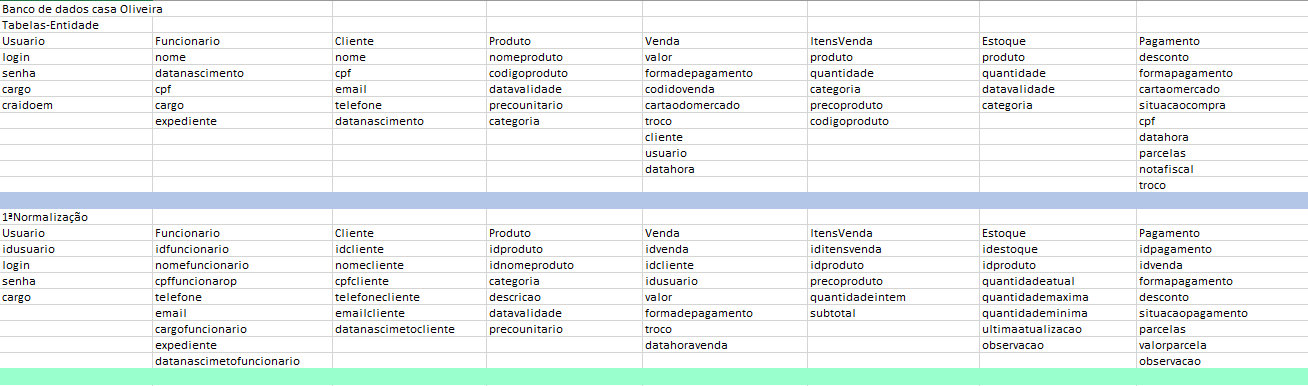 Banco de dados casa Oliveira
Tabelas-Entidade
Usuario Funcionario Cliente Produto Venda ItensVenda Estoque Pagamento
login nome nome nomeproduto valor produto produto desconto
senha datanascimento cpf codigoproduto formadepagamento quantidade quantidade formapagamento
cargo cpf email datavalidade codidovenda categoria datavalidade cartaomercado
craidoem cargo telefone precounitario cartaodomercado precoproduto categoria situacaocompra
expediente datanascimento categoria troco codigoproduto cpf
cliente datahora
usuario parcelas
datahora notafiscal
troco
1ªNormalização
Usuario Funcionario Cliente Produto Venda ItensVenda Estoque Pagamento
idusuario idfuncionario idcliente idproduto idvenda iditensvenda idestoque idpagamento
login nomefuncionario nomecliente idnomeproduto idcliente idproduto idproduto idvenda
senha cpffuncionarop cpfcliente categoria idusuario precoproduto quantidadeatual formapagamento
cargo telefone telefonecliente descricao valor quantidadeintem quantidademaxima desconto
email emailcliente datavalidade formadepagamento subtotal quantidademinima situacaopagamento
cargofuncionario datanascimetocliente precounitario troco ultimaatualizacao parcelas
expediente datahoravenda observacao valorparcela
datanascimetofuncionario observacao